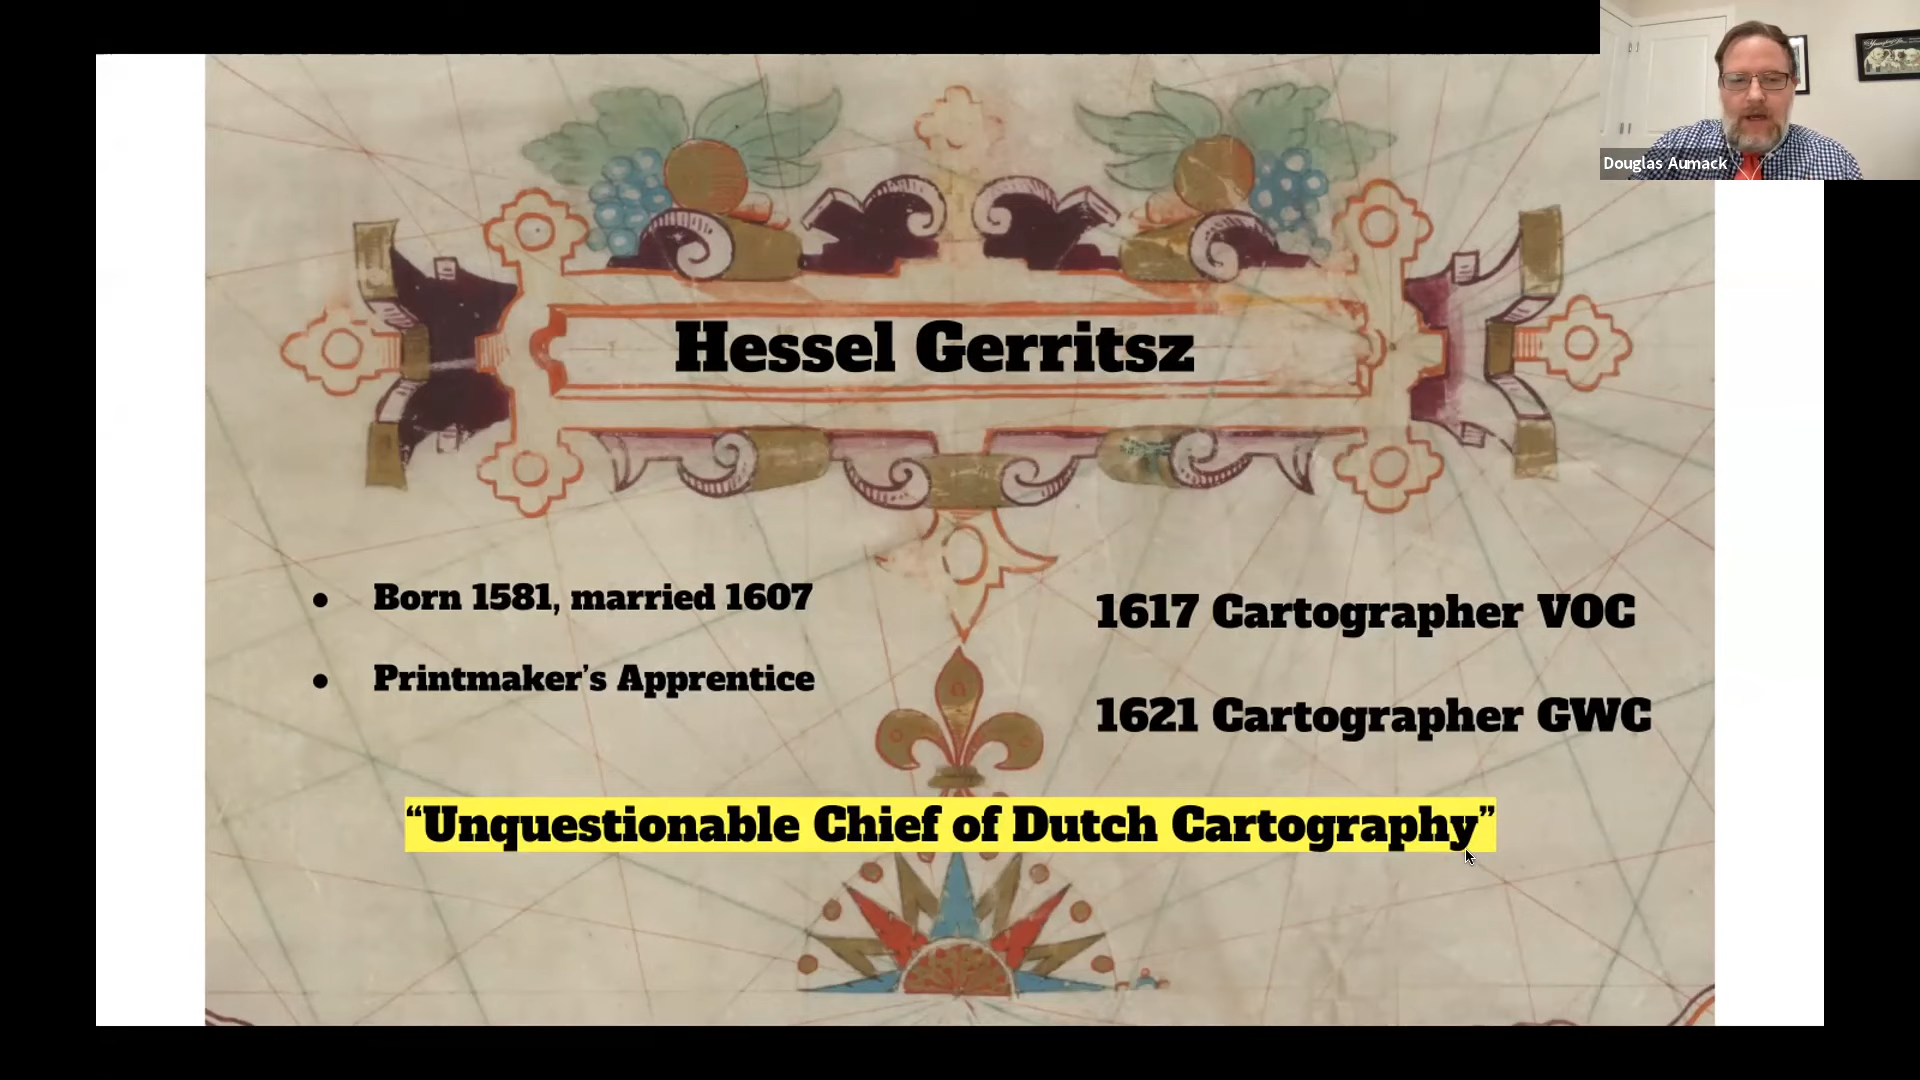 Hessel Gerritsz
• Born 1581, married 1607
• Printmaker’s Apprentice
1617 Cartographer VOC
1621 Cartographer GWC
“Unquestionable Chief of Dutch Cartography”
Douglas Aumack